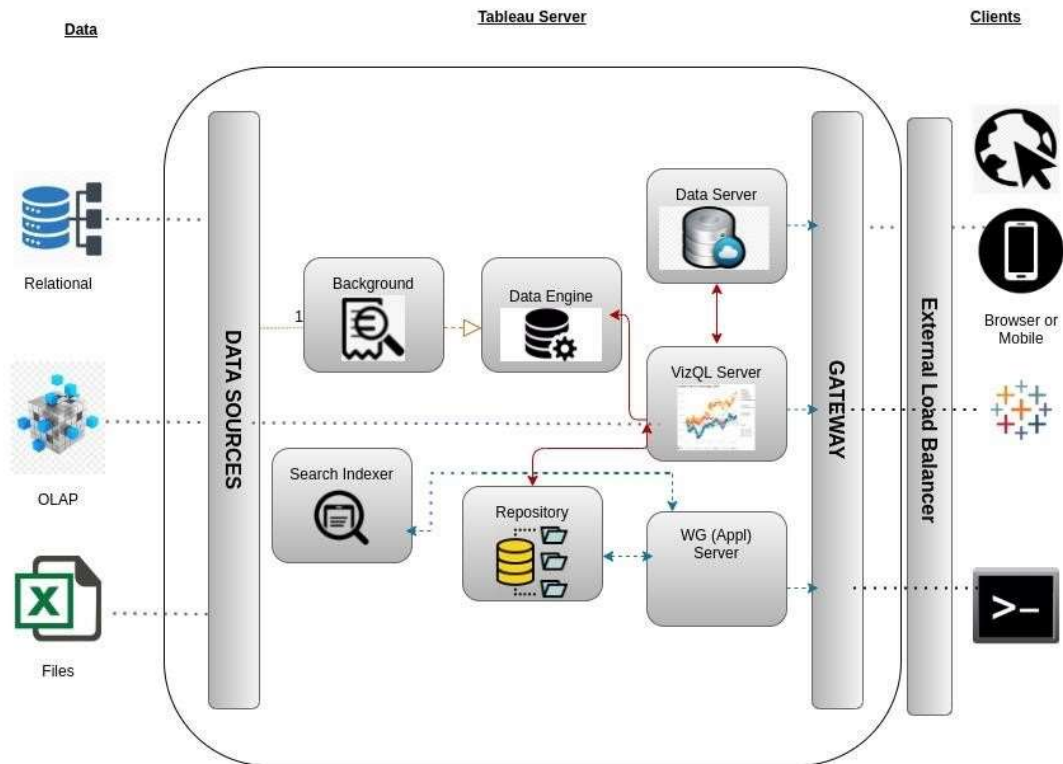 Data
Tableau Server
Clients
Relational
OLAP
Files
DATA SOURCES
1
Background
Data Engine
Data Server
VizQL Server
Search Indexer
Repository
WG (Appl)
Server
GATEWAY
External Load Balancer
Browser or
Mobile
>-